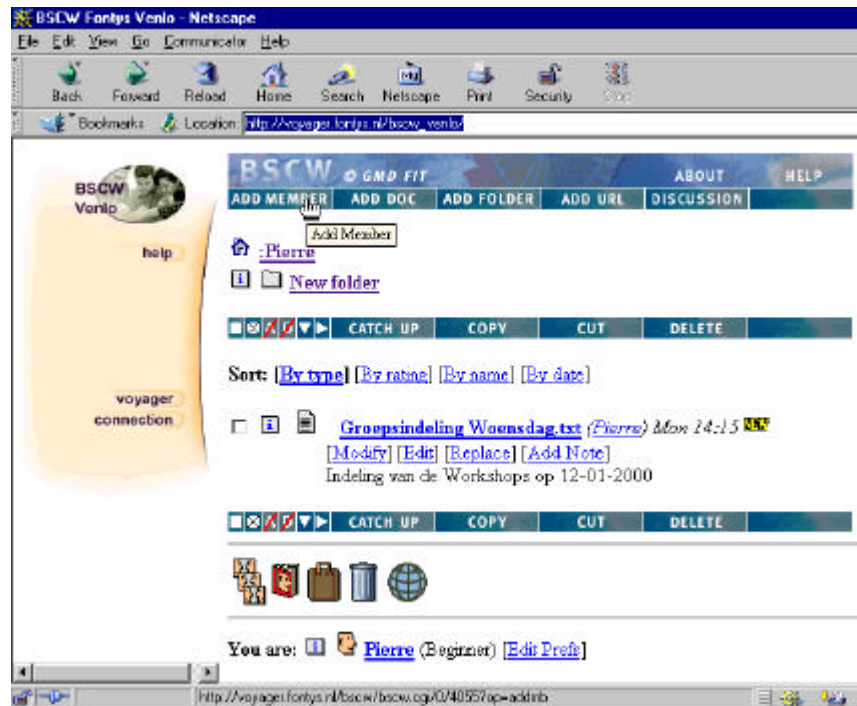 BSCW Fontys Venlo - Netscape
File Edit View Go Communicator Help
Back Forward Reload Home Search Netscape Print Security Stop
Bookmarks Location: http://voyager.fontys.nl/bscw_venlo/
BSCW Venlo
help
voyager
connection
BSCW © GMD FIT ABOUT HELP
ADD MEMBER ADD DOC ADD FOLDER ADD URL DISCUSSION
Add Member
:Pierre
New folder
CATCH UP COPY CUT DELETE
Sort: [By type] [By rating] [By name] [By date]
Groepsindeling Woensdag.txt (Pierre) Mon 14:15
[Modify] [Edit] [Replace] [Add Note]
Indeling van de Workshops op 12-01-2000
CATCH UP COPY CUT DELETE
You are: Pierre (Beginner) [Edit Prefs]
http://voyager.fontys.nl/bscw/bscw.cgi/0/4055?op=addmb